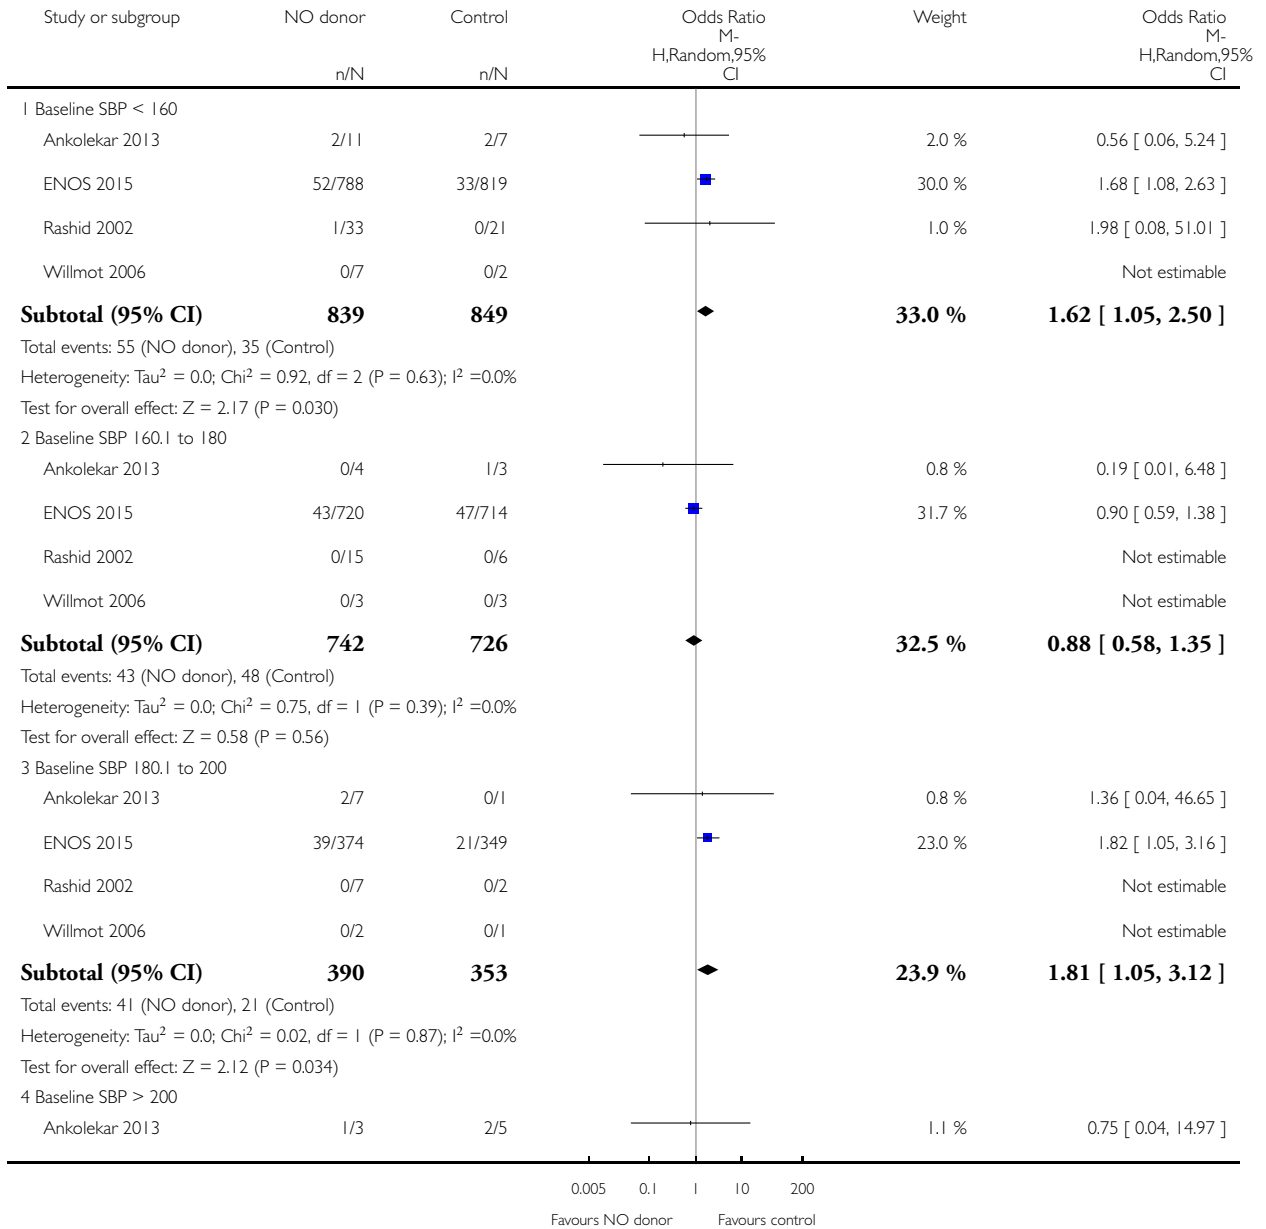 Study or subgroup NO donor Control Odds Ratio Weight Odds Ratio
M- M-
H,Random,95% H,Random,95%
n/N n/N CI CI
1 Baseline SBP < 160
Ankolekar 2013 2/11 2/7 2.0 % 0.56 [ 0.06, 5.24 ]
ENOS 2015 52/788 33/819 30.0 % 1.68 [ 1.08, 2.63 ]
Rashid 2002 1/33 0/21 1.0 % 1.98 [ 0.08, 51.01 ]
Willmot 2006 0/7 0/2 Not estimable
Subtotal (95% CI) 839 849 33.0 % 1.62 [ 1.05, 2.50 ]
Total events: 55 (NO donor), 35 (Control)
Heterogeneity: Tau² = 0.0; Chi² = 0.92, df = 2 (P = 0.63); I² =0.0%
Test for overall effect: Z = 2.17 (P = 0.030)
2 Baseline SBP 160.1 to 180
Ankolekar 2013 0/4 1/3 0.8 % 0.19 [ 0.01, 6.48 ]
ENOS 2015 43/720 47/714 31.7 % 0.90 [ 0.59, 1.38 ]
Rashid 2002 0/15 0/6 Not estimable
Willmot 2006 0/3 0/3 Not estimable
Subtotal (95% CI) 742 726 32.5 % 0.88 [ 0.58, 1.35 ]
Total events: 43 (NO donor), 48 (Control)
Heterogeneity: Tau² = 0.0; Chi² = 0.75, df = 1 (P = 0.39); I² =0.0%
Test for overall effect: Z = 0.58 (P = 0.56)
3 Baseline SBP 180.1 to 200
Ankolekar 2013 2/7 0/1 0.8 % 1.36 [ 0.04, 46.65 ]
ENOS 2015 39/374 21/349 23.0 % 1.82 [ 1.05, 3.16 ]
Rashid 2002 0/7 0/2 Not estimable
Willmot 2006 0/2 0/1 Not estimable
Subtotal (95% CI) 390 353 23.9 % 1.81 [ 1.05, 3.12 ]
Total events: 41 (NO donor), 21 (Control)
Heterogeneity: Tau² = 0.0; Chi² = 0.02, df = 1 (P = 0.87); I² =0.0%
Test for overall effect: Z = 2.12 (P = 0.034)
4 Baseline SBP > 200
Ankolekar 2013 1/3 2/5 1.1 % 0.75 [ 0.04, 14.97 ]
0.005 0.1 1 10 200
Favours NO donor Favours control